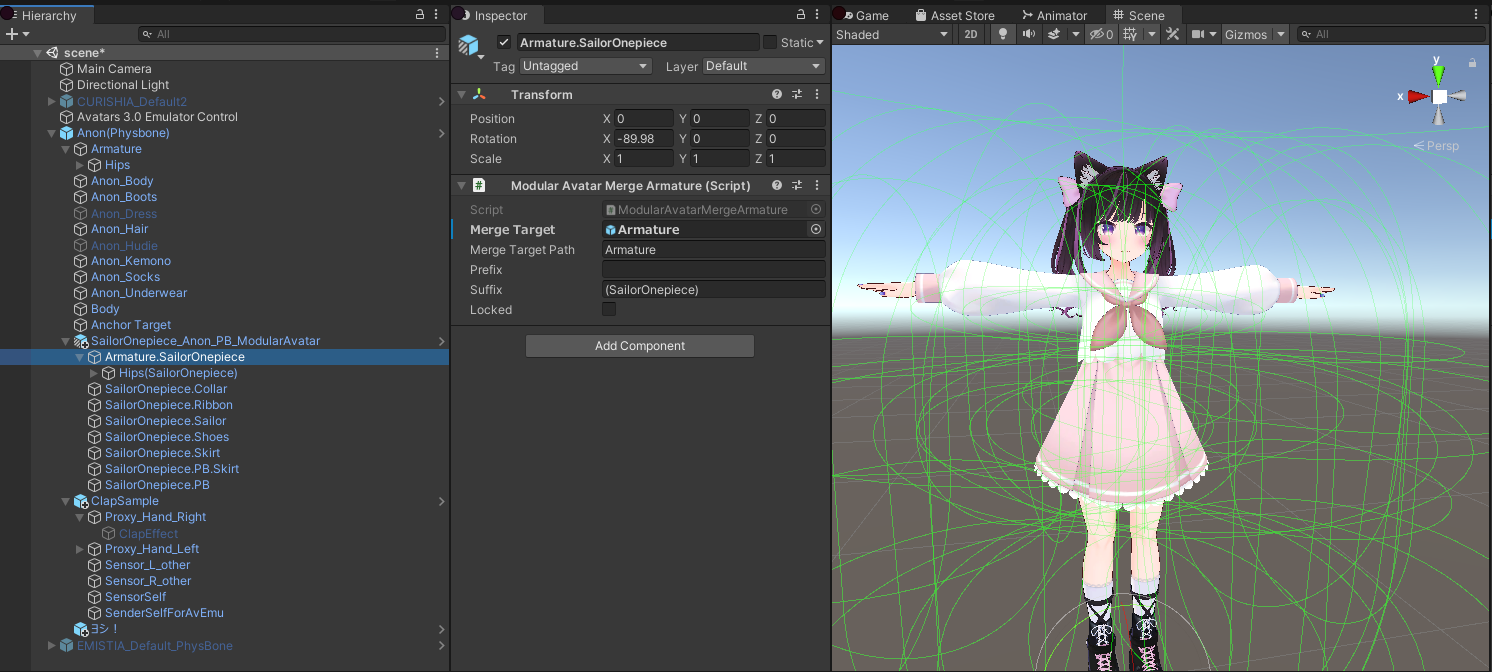 Hierarchy
All
scene*
Main Camera
Directional Light
CURISHIA_Default2
Avatars 3.0 Emulator Control
Anon(Physbone)
Armature
Hips
Anon_Body
Anon_Boots
Anon_Dress
Anon_Hair
Anon_Hudie
Anon_Kemono
Anon_Socks
Anon_Underwear
Body
Anchor Target
SailorOnepiece_Anon_PB_ModularAvatar
Armature.SailorOnepiece
Hips(SailorOnepiece)
SailorOnepiece.Collar
SailorOnepiece.Ribbon
SailorOnepiece.Sailor
SailorOnepiece.Shoes
SailorOnepiece.Skirt
SailorOnepiece.PB.Skirt
SailorOnepiece.PB
ClapSample
Proxy_Hand_Right
ClapEffect
Proxy_Hand_Left
Sensor_L_other
Sensor_R_other
SensorSelf
SenderSelfForAvEmu
ヨシ！
EMISTIA_Default_PhysBone
Inspector
Armature.SailorOnepiece Static
Tag Untagged Layer Default
Transform
Position X 0 Y 0 Z 0
Rotation X -89.98 Y 0 Z 0
Scale X 1 Y 1 Z 1
# Modular Avatar Merge Armature (Script)
Script ModularAvatarMergeArmature
Merge Target Armature
Merge Target Path Armature
Prefix
Suffix (SailorOnepiece)
Locked
Add Component
Game Asset Store Animator Scene
Shaded 2D 0 Gizmos All
y
x
Persp